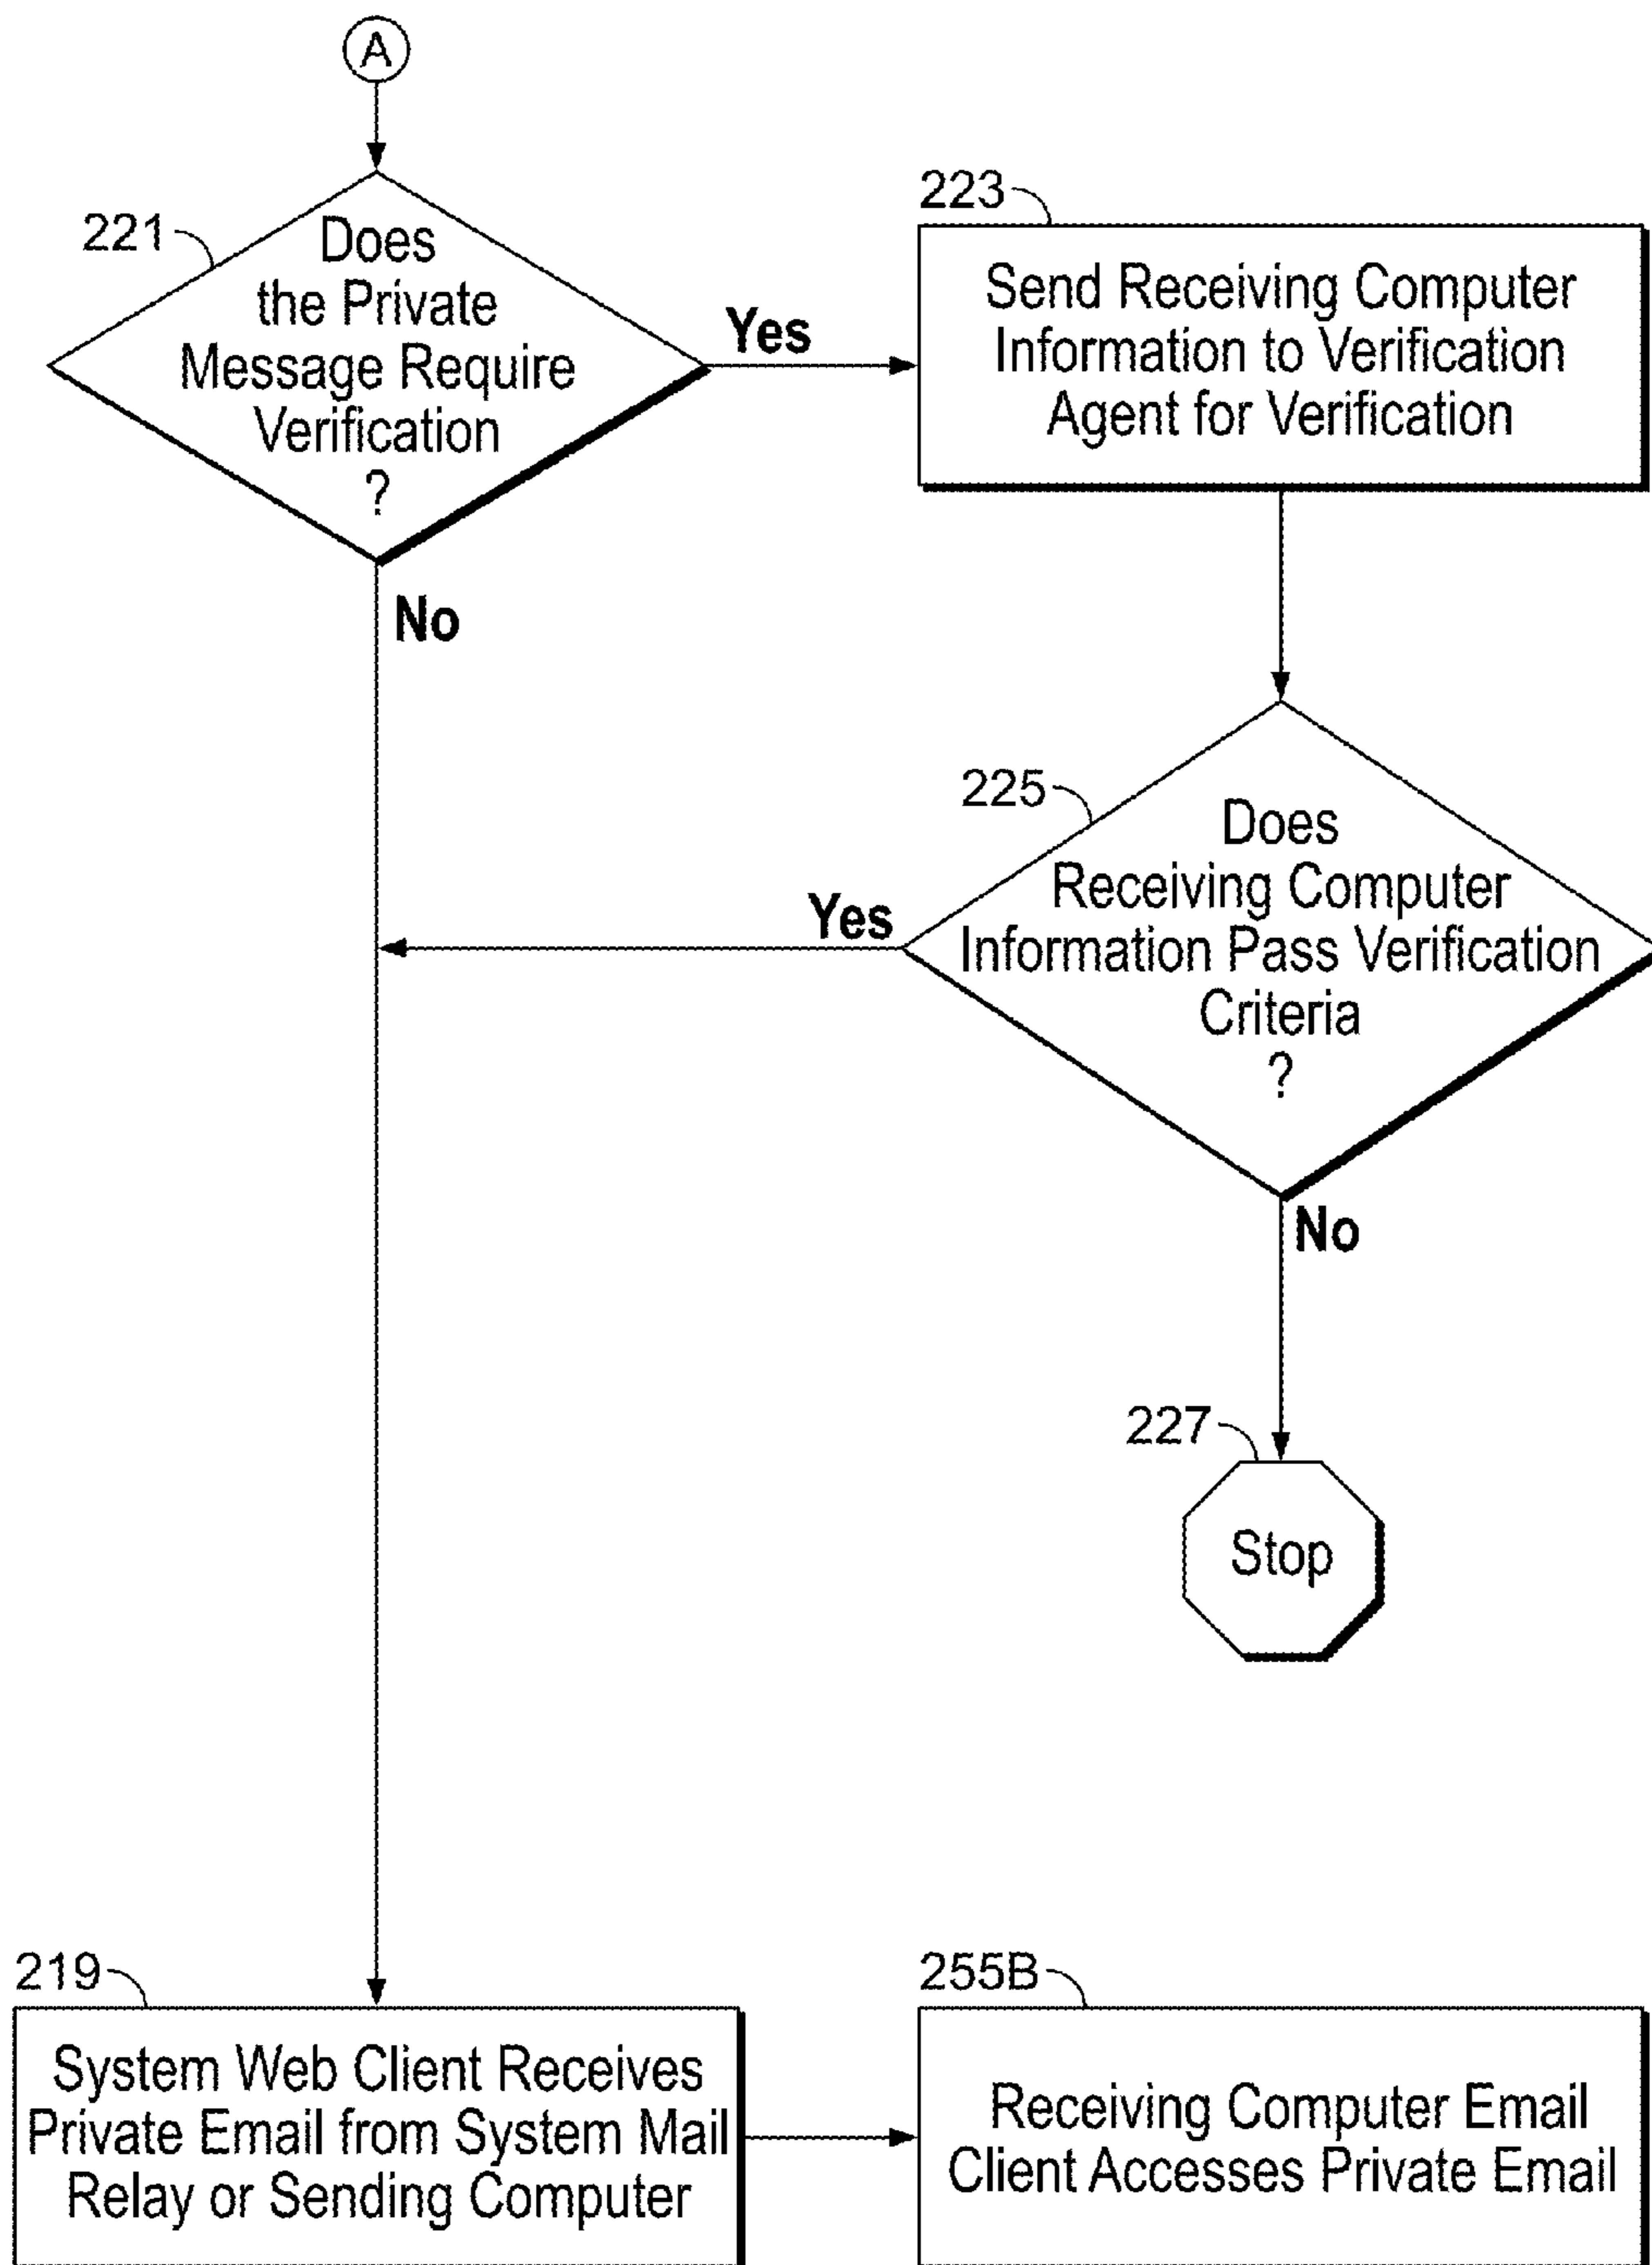 A
221
Does
the Private
Message Require
Verification
?
Yes
No
223
Send Receiving Computer
Information to Verification
Agent for Verification
225
Does
Receiving Computer
Information Pass Verification
Criteria
?
Yes
No
227
Stop
219
System Web Client Receives
Private Email from System Mail
Relay or Sending Computer
255B
Receiving Computer Email
Client Accesses Private Email